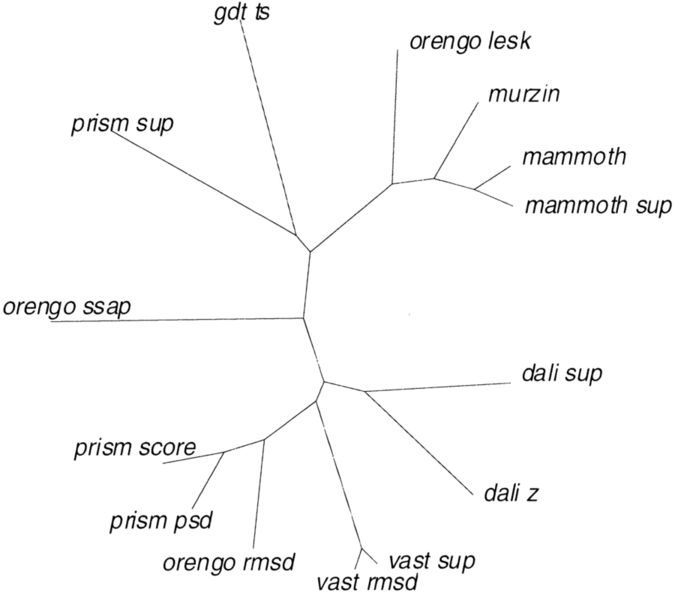 gdt ts
orengo lesk
murzin
prism sup
mammoth
mammoth sup
orengo ssap
dali sup
prism score
dali z
prism psd
orengo rmsd
vast sup
vast rmsd